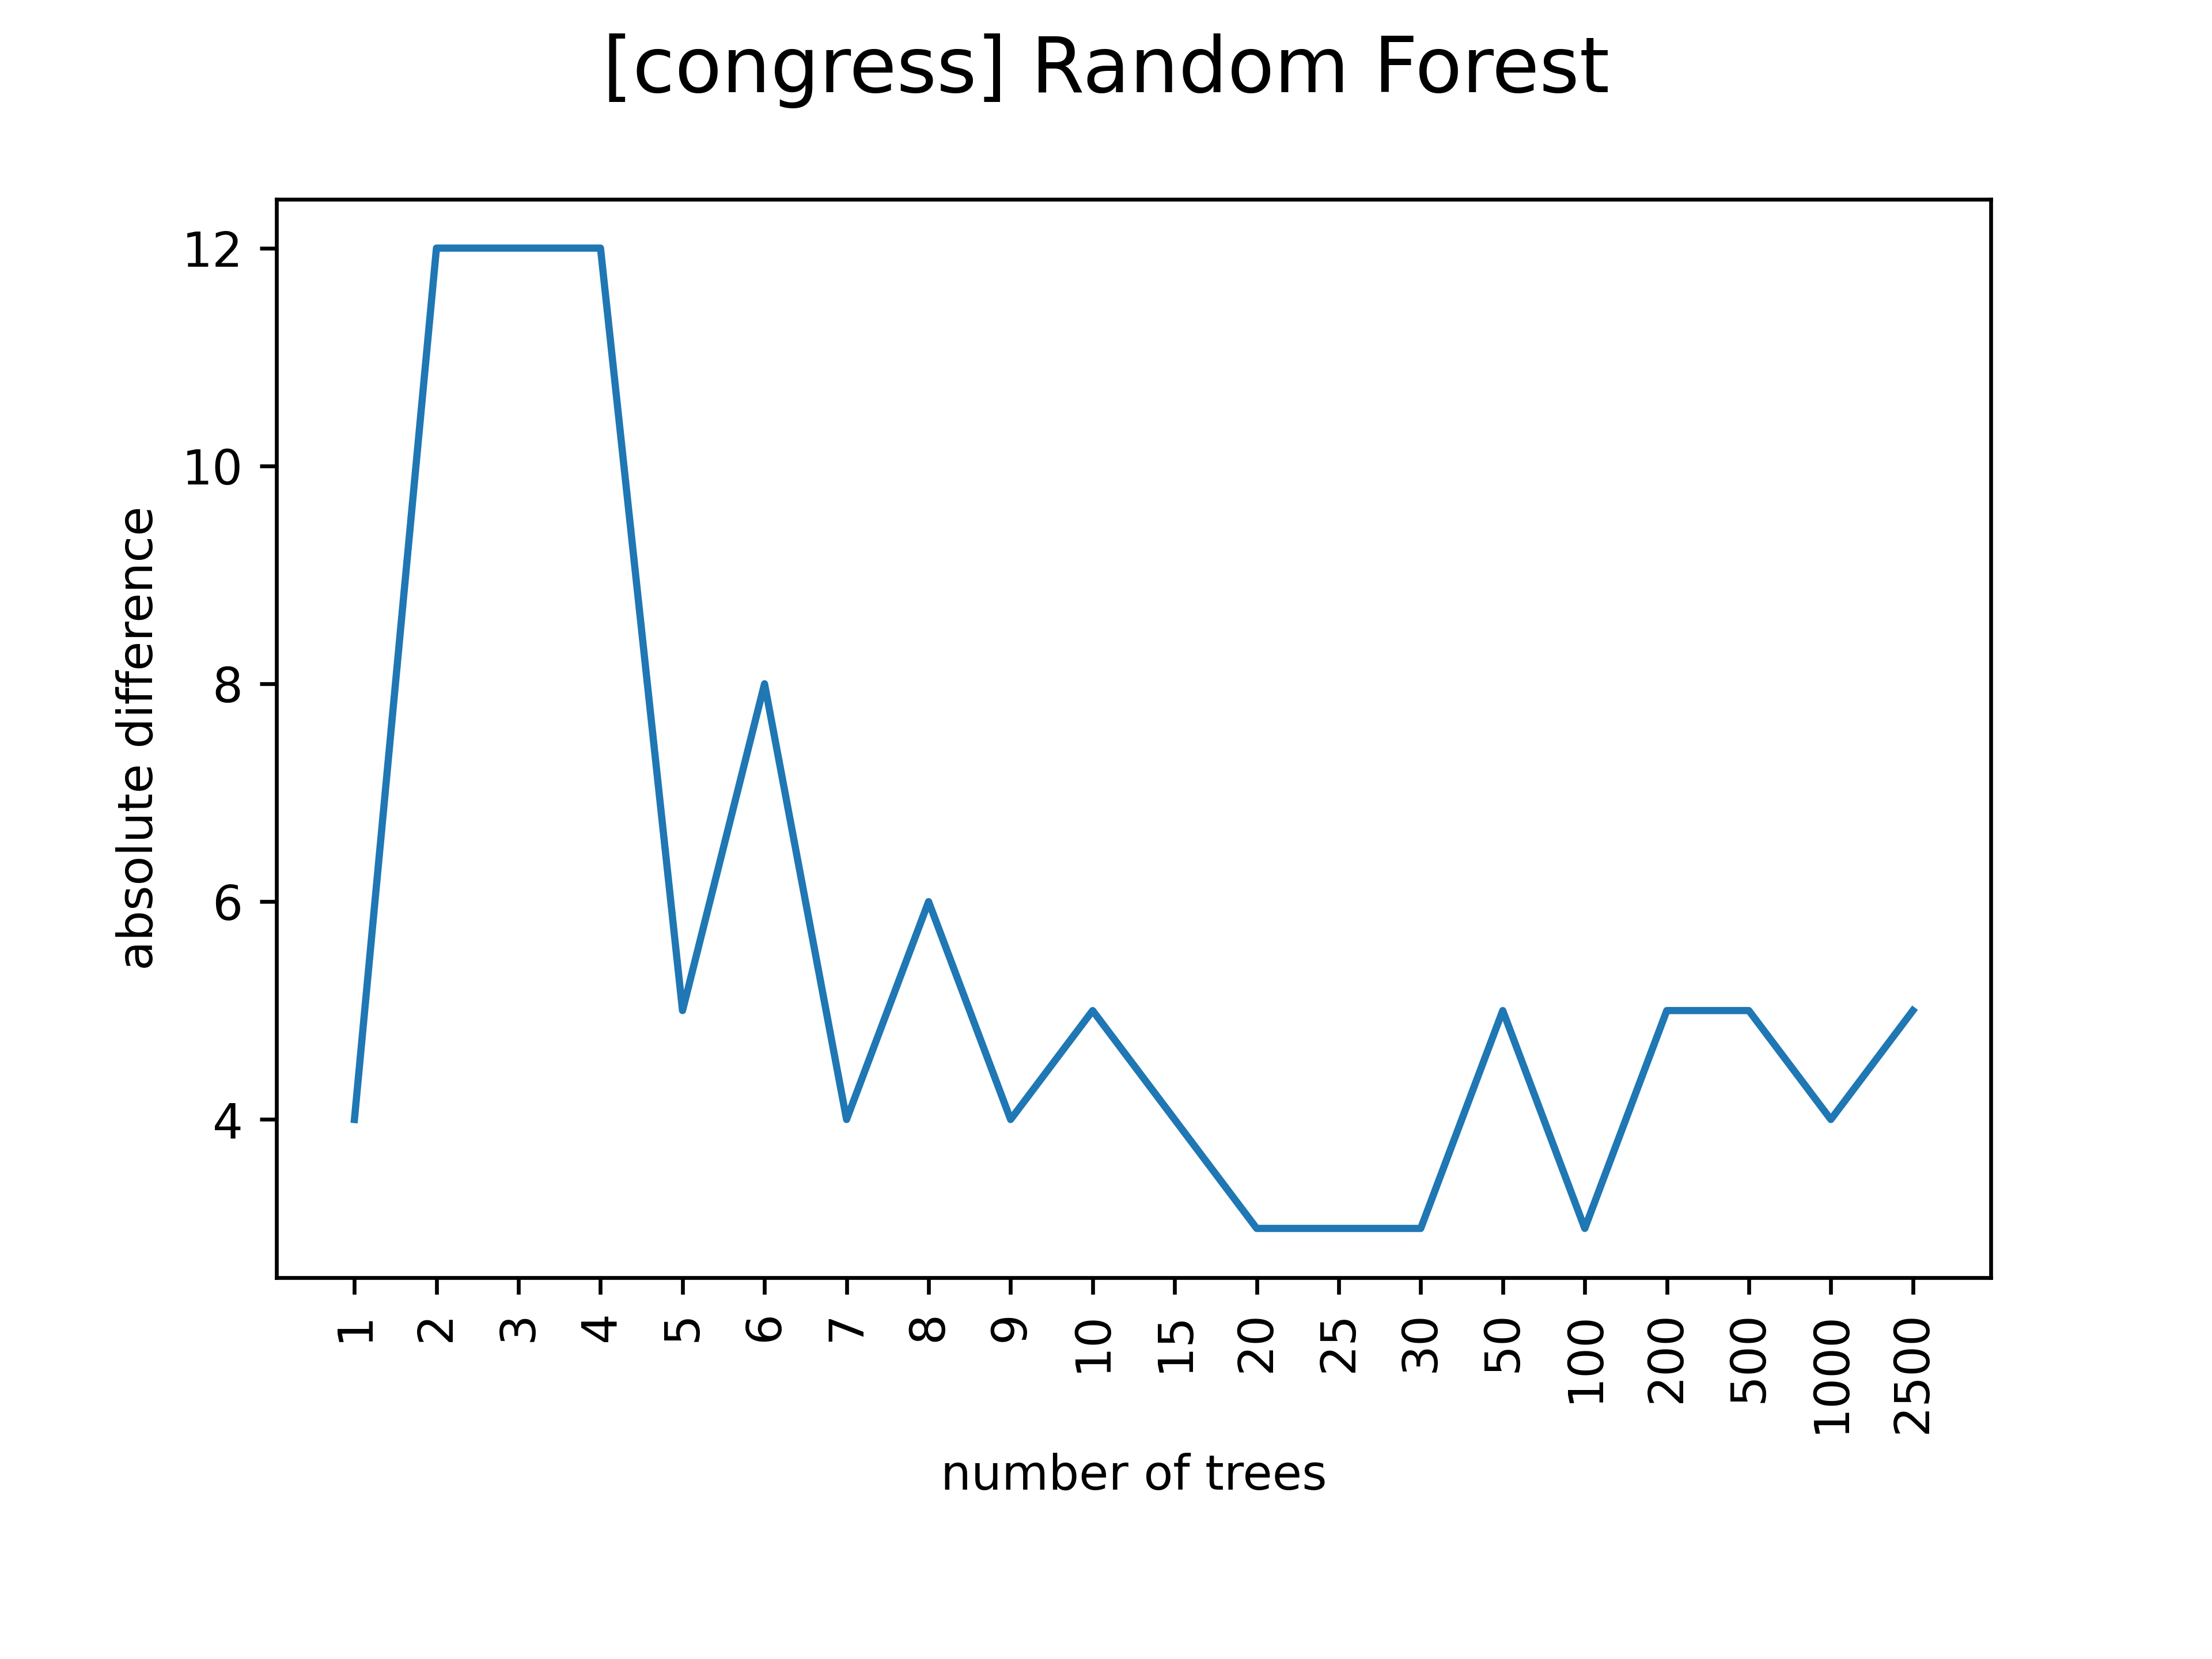 [congress] Random Forest
12
10
8
6
4
absolute difference
1 2 3 4 5 6 7 8 9 10 15 20 25 30 50 100 200 500 1000 2500
number of trees